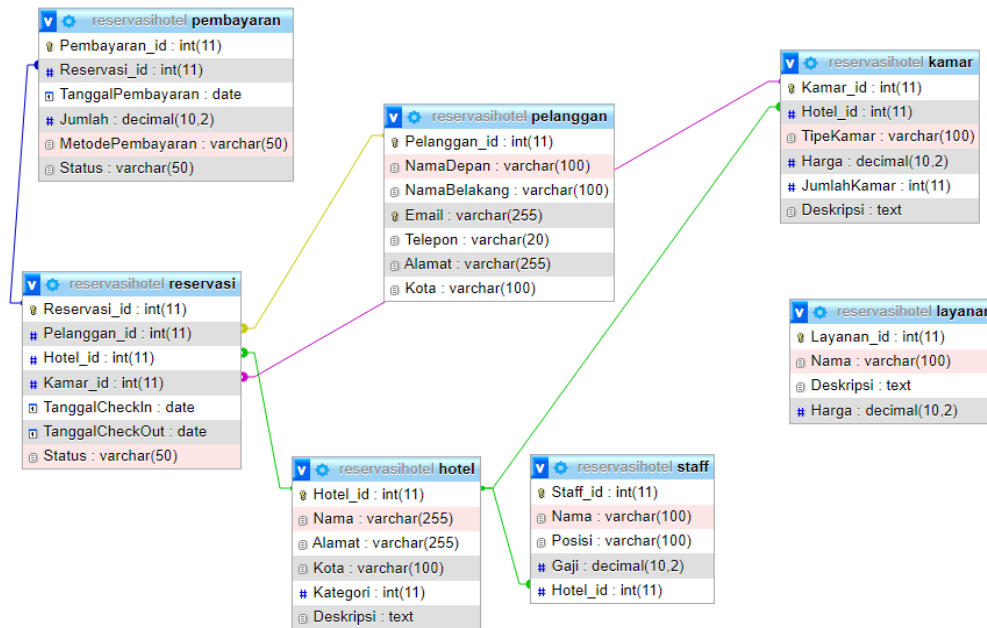 reservasihotel pembayaran
Pembayaran_id : int(11)
Reservasi_id : int(11)
TanggalPembayaran : date
Jumlah : decimal(10,2)
MetodePembayaran : varchar(50)
Status : varchar(50)
reservasihotel pelanggan
Pelanggan_id : int(11)
NamaDepan : varchar(100)
NamaBelakang : varchar(100)
Email : varchar(255)
Telepon : varchar(20)
Alamat : varchar(255)
Kota : varchar(100)
reservasihotel kamar
Kamar_id : int(11)
Hotel_id : int(11)
TipeKamar : varchar(100)
Harga : decimal(10,2)
JumlahKamar : int(11)
Deskripsi : text
reservasihotel reservasi
Reservasi_id : int(11)
Pelanggan_id : int(11)
Hotel_id : int(11)
Kamar_id : int(11)
TanggalCheckIn : date
TanggalCheckOut : date
Status : varchar(50)
reservasihotel layanan
Layanan_id : int(11)
Nama : varchar(100)
Deskripsi : text
Harga : decimal(10,2)
reservasihotel hotel
Hotel_id : int(11)
Nama : varchar(255)
Alamat : varchar(255)
Kota : varchar(100)
Kategori : int(11)
Deskripsi : text
reservasihotel staff
Staff_id : int(11)
Nama : varchar(100)
Posisi : varchar(100)
Gaji : decimal(10,2)
Hotel_id : int(11)